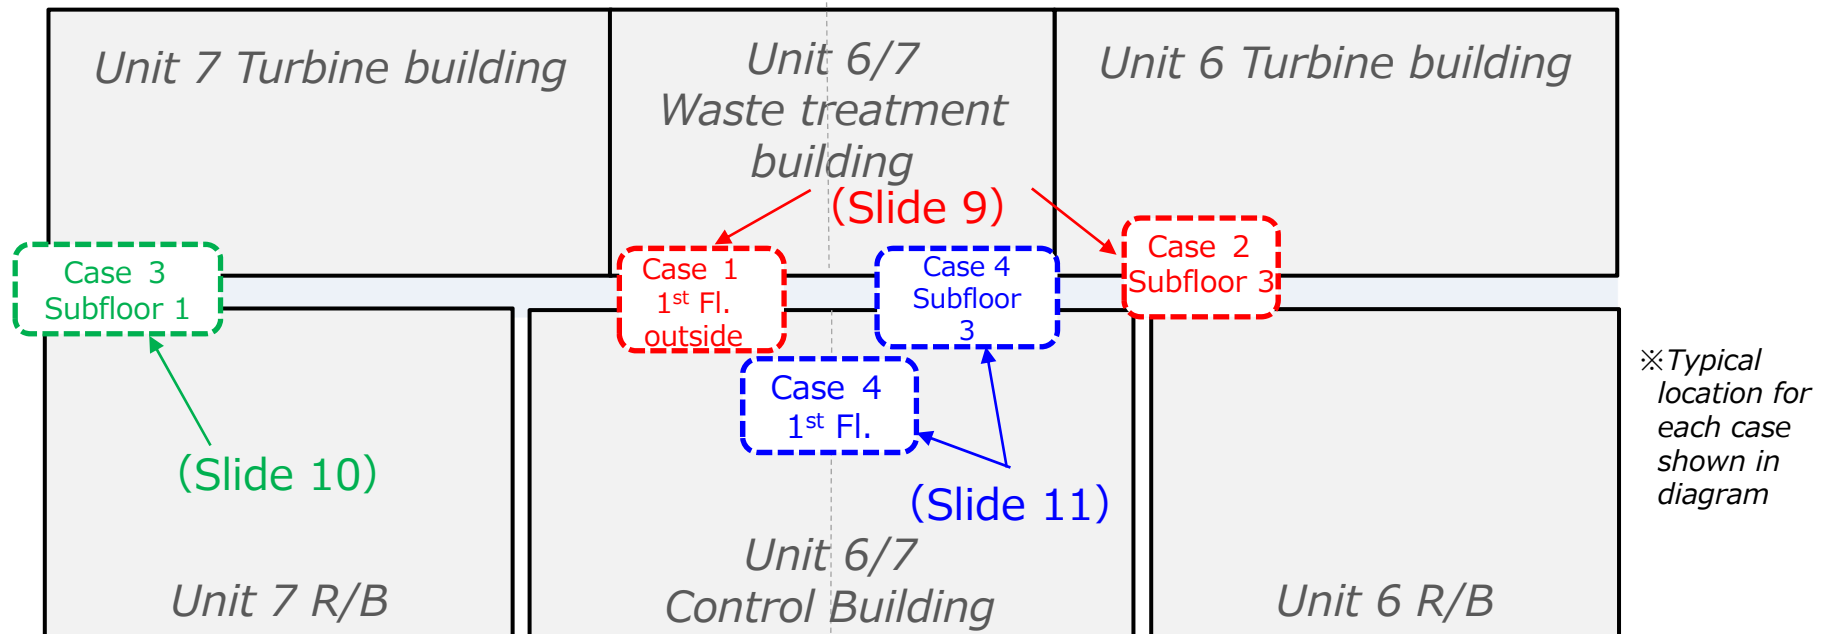 Unit 7 Turbine building
Unit 6/7
Waste treatment
building
Unit 6 Turbine building
(Slide 9)
Case 3
Subfloor 1
Case 1
1st Fl.
outside
Case 4
Subfloor
3
Case 2
Subfloor 3
Case 4
1st Fl.
(Slide 10)
(Slide 11)
※Typical
location for
each case
shown in
diagram
Unit 7 R/B
Unit 6/7
Control Building
Unit 6 R/B